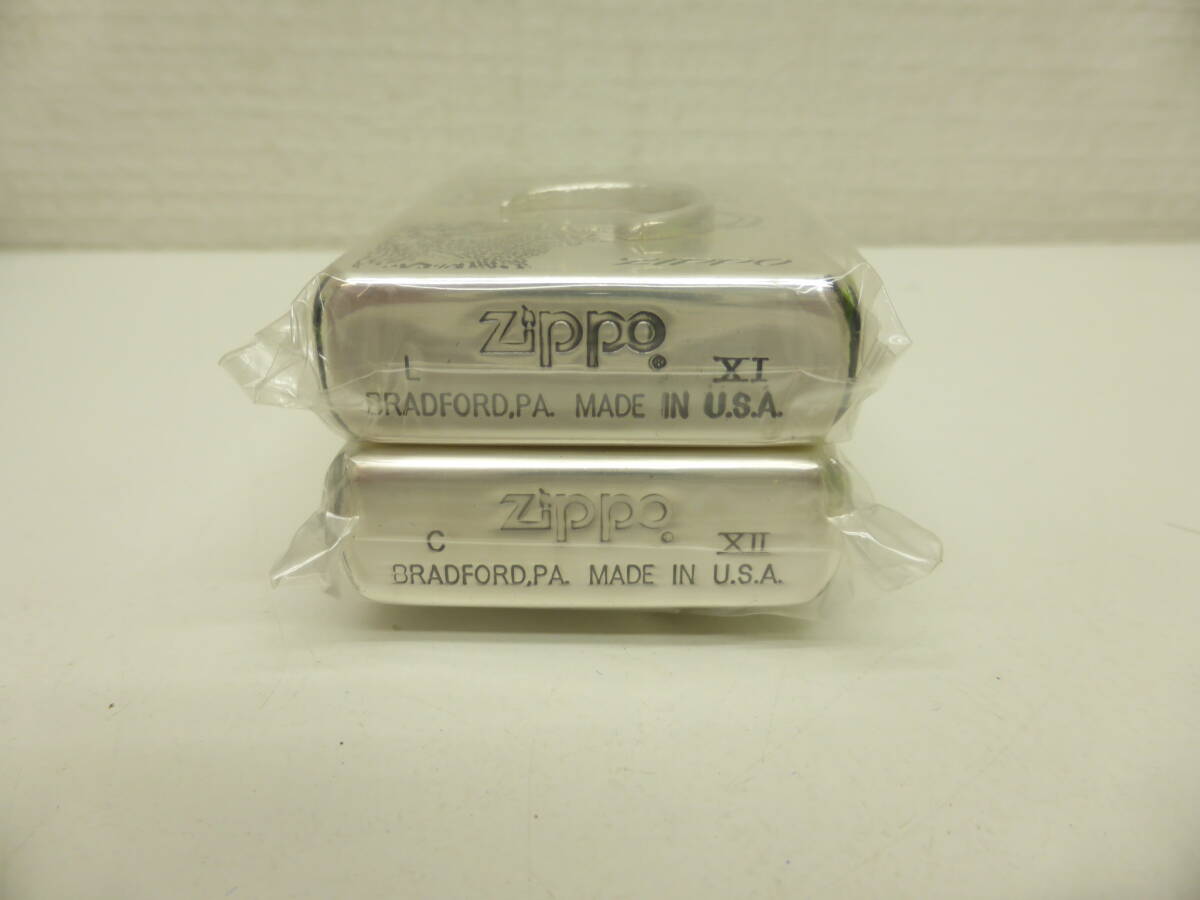 Zippo®
L XI
BRADFORD,PA. MADE IN U.S.A.
Zippo®
C XII
BRADFORD,PA. MADE IN U.S.A.